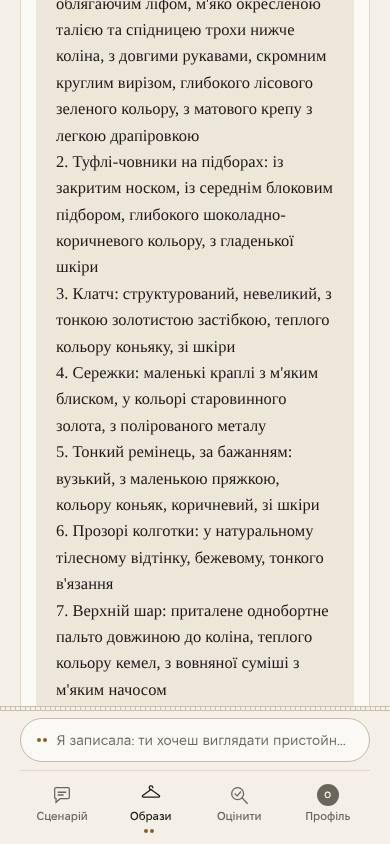 облягаючим ліфом, м'яко окресленою
талією та спідницею трохи нижче
коліна, з довгими рукавами, скромним
круглим вирізом, глибокого лісового
зеленого кольору, з матового крепу з
легкою драпіровкою
2. Туфлі-човники на підборах: із
закритим носком, із середнім блоковим
підбором, глибокого шоколадно-
коричневого кольору, з гладенької
шкіри
3. Клатч: структурований, невеликий, з
тонкою золотистою застібкою, теплого
кольору коньяку, зі шкіри
4. Сережки: маленькі краплі з м'яким
блиском, у кольорі старовинного
золота, з полірованого металу
5. Тонкий ремінець, за бажанням:
вузький, з маленькою пряжкою,
кольору коньяк, коричневий, зі шкіри
6. Прозорі колготки: у натуральному
тілесному відтінку, бежевому, тонкого
в'язання
7. Верхній шар: приталене однобортне
пальто довжиною до коліна, теплого
кольору кемел, з вовняної суміші з
м'яким начосом
Я записала: ти хочеш виглядати пристойн...
Сценарій
Образи
Оцінити
О
Профіль